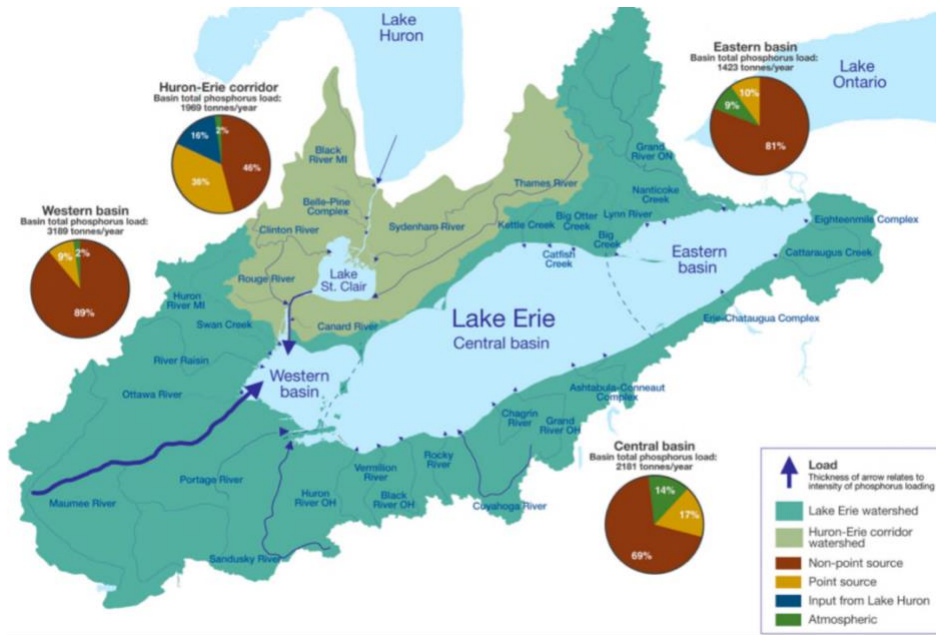 Lake
Huron
Eastern basin
Basin total phosphorus load:
1423 tonnes/year
10%
9%
81%
Lake
Ontario
Huron-Erie corridor
Basin total phosphorus load:
1969 tonnes/year
16%
2%
46%
36%
Black
River MI
Grand
River ON
Nanticoke
Creek
Thames River
Belle-Pine
Complex
Western basin
Basin total phosphorus load:
3189 tonnes/year
9%
2%
89%
Clinton River
Sydenham River
Kettle Creek
Big Otter
Creek
Lynn River
Big
Creek
Catfish
Creek
Eighteenmile Complex
Cattaraugus Creek
Eastern
basin
Rouge River
Lake
St. Clair
Huron
River MI
Swan Creek
Canard River
Lake Erie
Central basin
Erie-Chataugua Complex
River Raisin
Western
basin
Ottawa River
Ashtabula-Conneaut
Complex
Chagrin
River
Grand
River OH
Central basin
Basin total phosphorus load:
2181 tonnes/year
14%
17%
69%
Maumee River
Portage River
Huron
River OH
Vermilion
River
Black
River OH
Rocky
River
Cuyahoga River
Sandusky River
Load
Thickness of arrow relates to
intensity of phosphorus loading
Lake Erie watershed
Huron-Erie corridor
watershed
Non-point source
Point source
Input from Lake Huron
Atmospheric